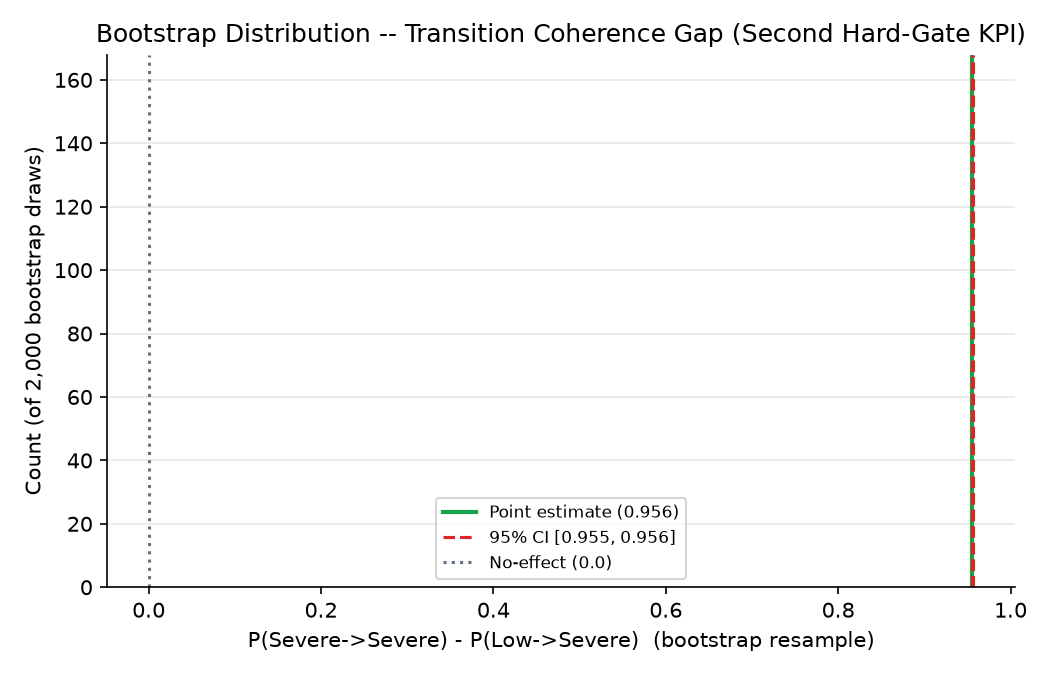 Bootstrap Distribution -- Transition Coherence Gap (Second Hard-Gate KPI)
Count (of 2,000 bootstrap draws)
160
140
120
100
80
60
40
20
0
Point estimate (0.956)
95% CI [0.955, 0.956]
No-effect (0.0)
0.0 0.2 0.4 0.6 0.8 1.0
P(Severe->Severe) - P(Low->Severe) (bootstrap resample)